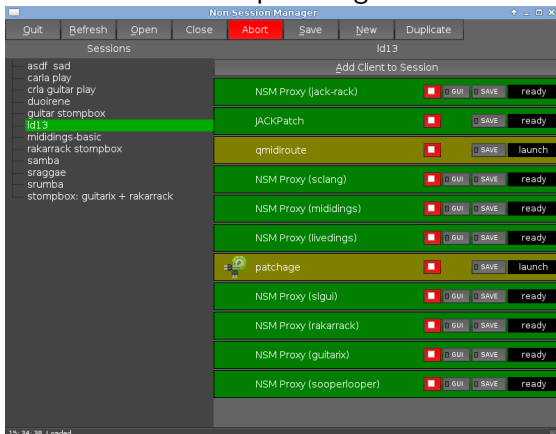 Non Session Manager
Quit Refresh Open Close Abort Save New Duplicate
Sessions
ld13
asdf sad
carla play
crla guitar play
duoirene
guitar stompbox
ld13
mididings-basic
rakarrack stompbox
samba
sraggae
srumba
stompbox: guitarix + rakarrack
Add Client to Session
NSM Proxy (jack-rack) GUI SAVE ready
JACKPatch SAVE ready
qmidiroute SAVE launch
NSM Proxy (sclang) GUI SAVE ready
NSM Proxy (mididings) GUI SAVE ready
NSM Proxy (livedings) GUI SAVE ready
patchage SAVE launch
NSM Proxy (slgui) GUI SAVE ready
NSM Proxy (rakarrack) GUI SAVE ready
NSM Proxy (guitarix) GUI SAVE ready
NSM Proxy (sooperlooper) GUI SAVE ready
Loaded